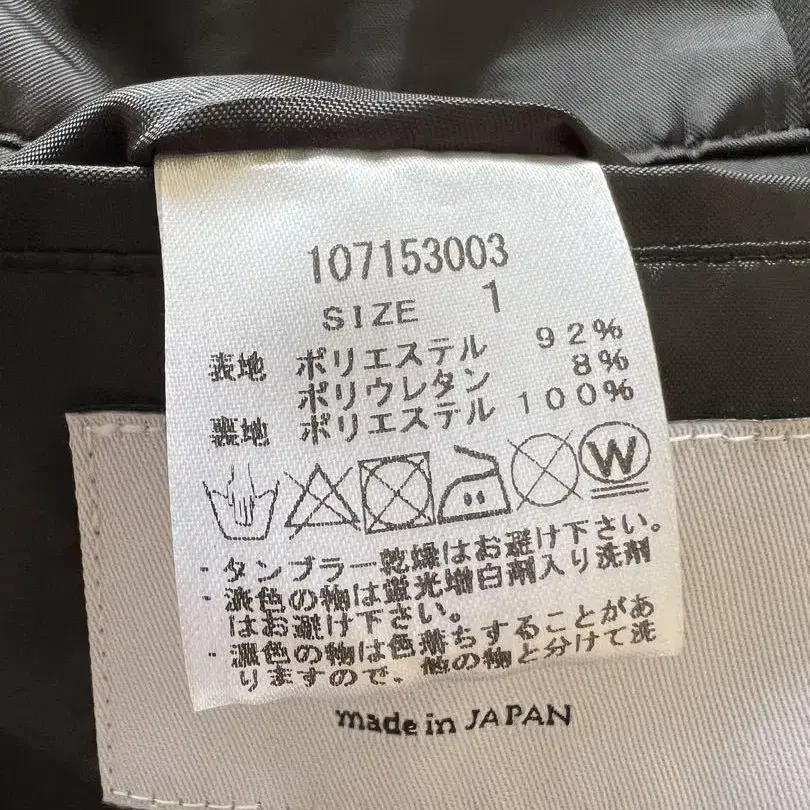 107153003
SIZE 1
表地 ポリエステル 92%
ポリウレタン 8%
裏地 ポリエステル 100%
W
・タンブラー乾燥はお避け下さい。
・淡色の物は蛍光増白剤入り洗剤
はお避け下さい。
・濃色の物は色落ちすることがあ
りますので、他の物と分けて洗
made in JAPAN